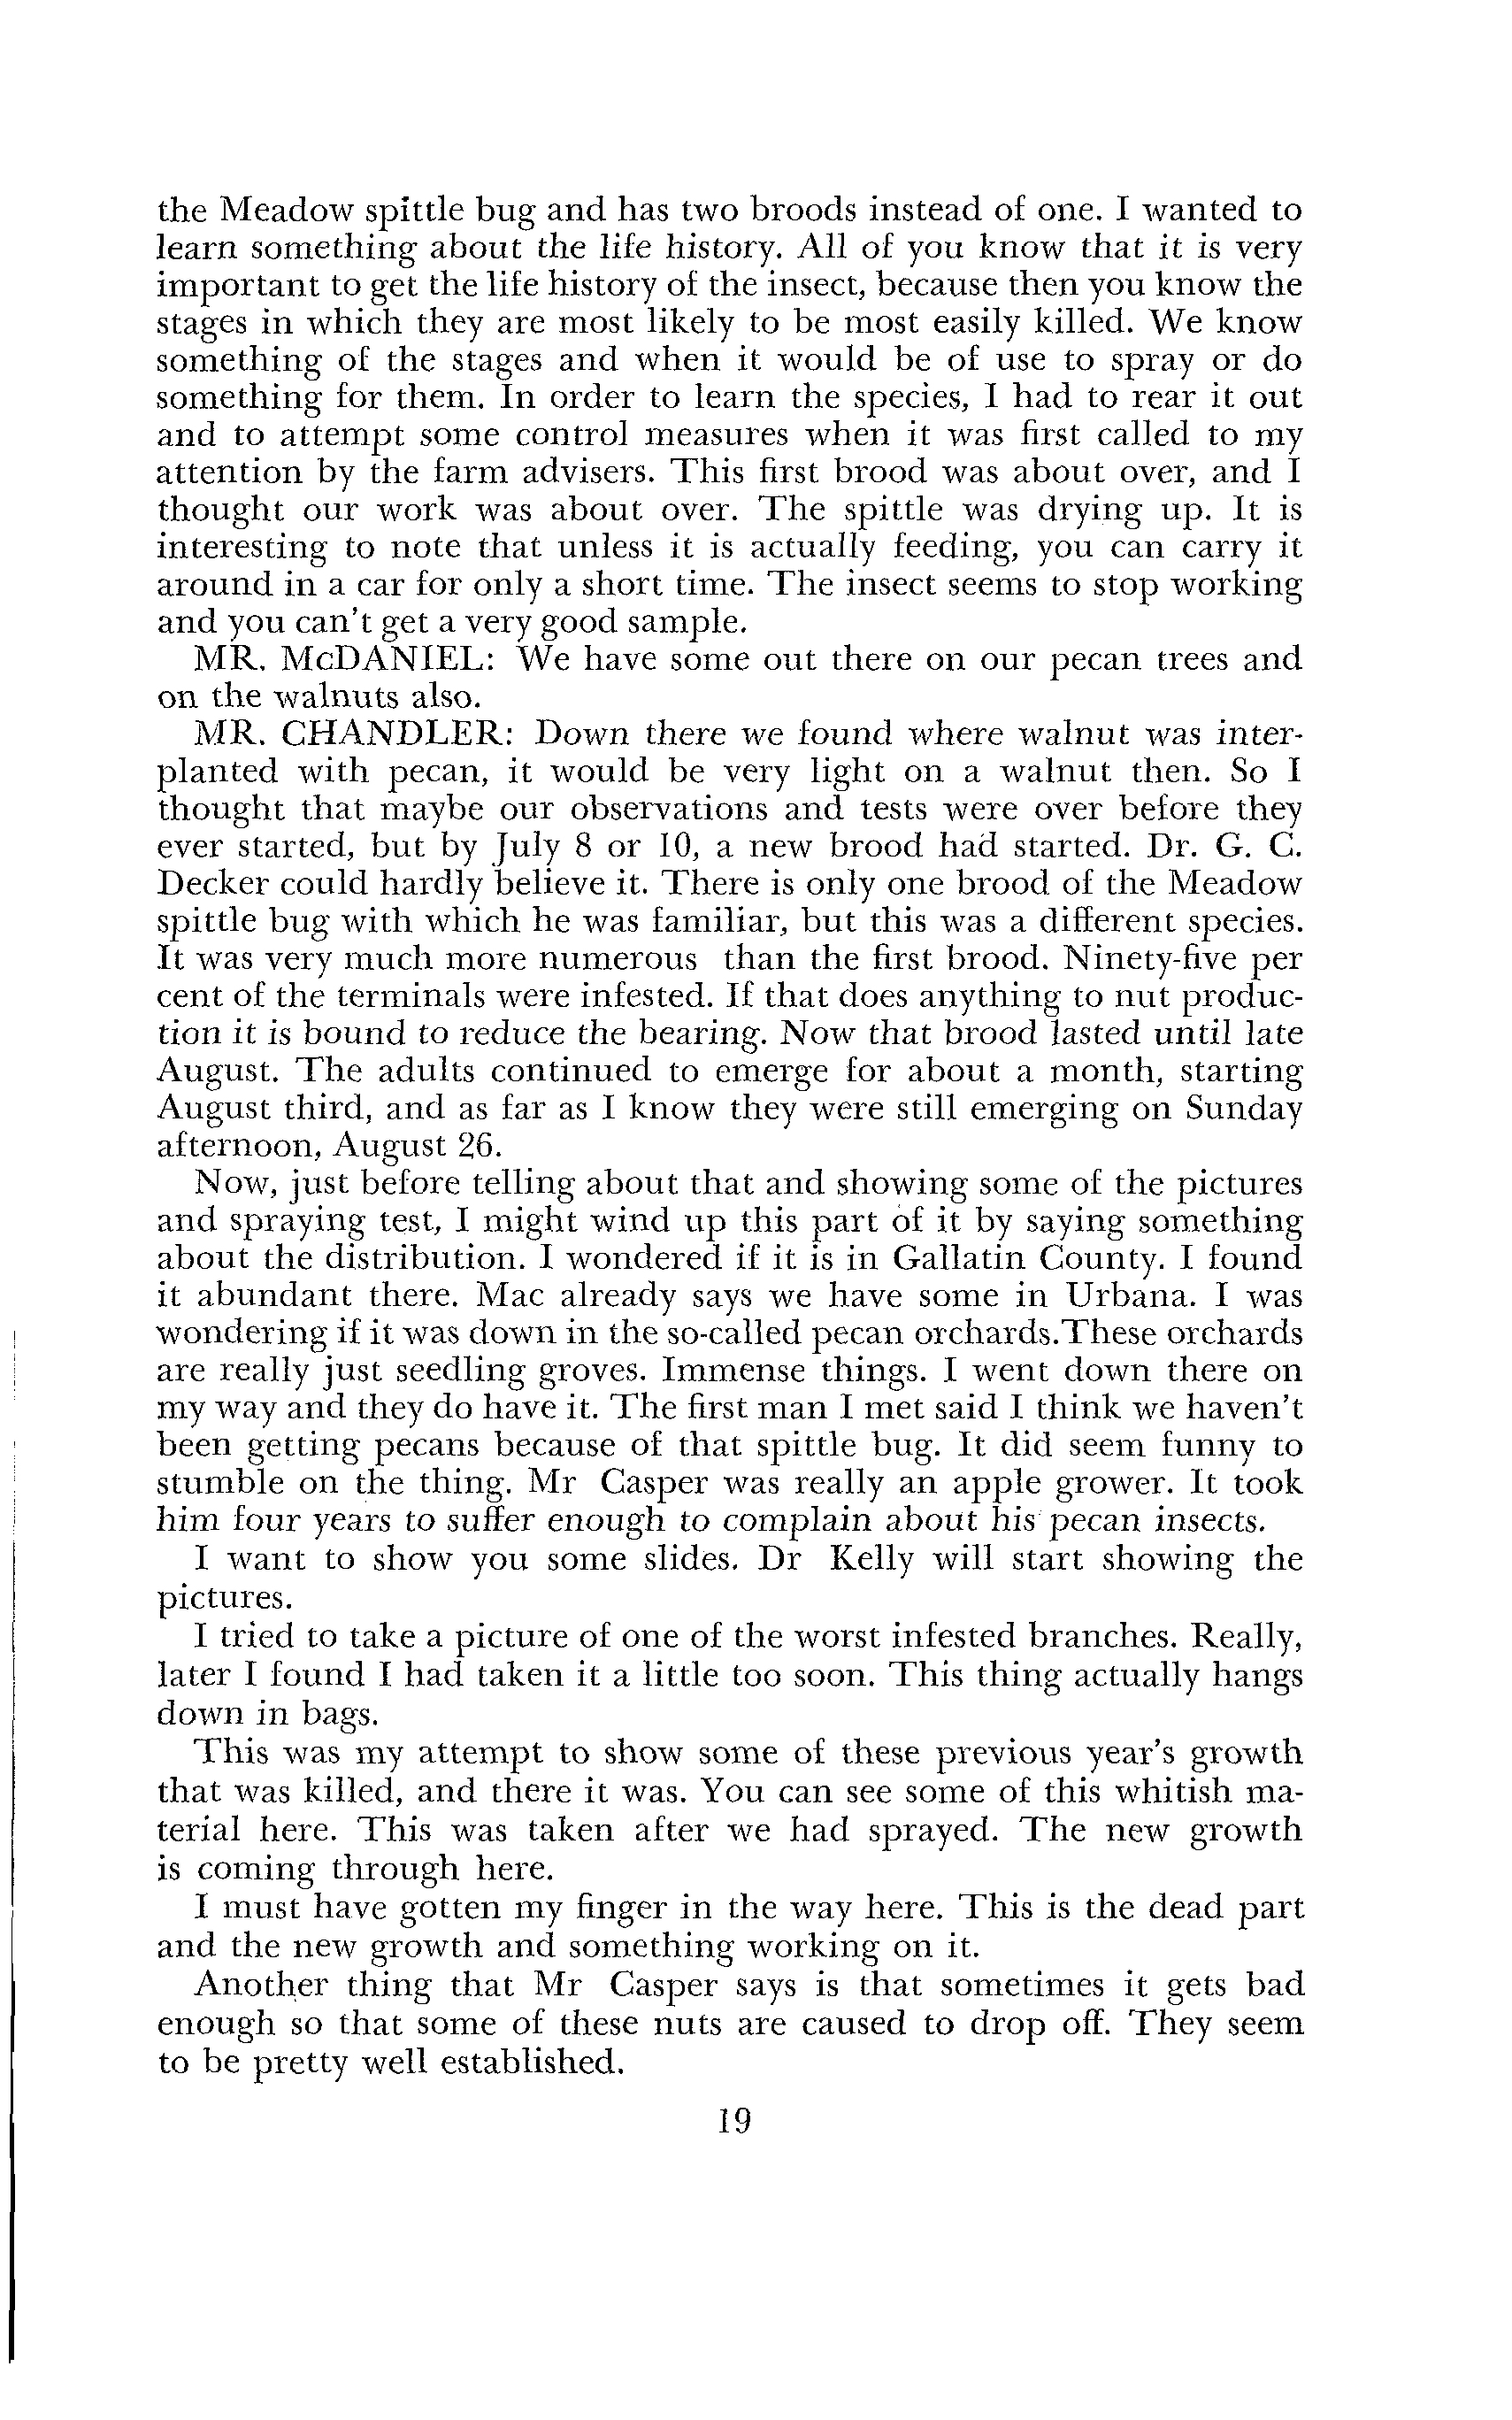 the Meadow spittle bug and has two broods instead of one. I wanted to
learn something about the life history. All of you know that it is very
important to get the life history of the insect, because then you know the
stages in which they are most likely to be most easily killed. We know
something of the stages and when it would be of use to spray or do
something for them. In order to learn the species, I had to rear it out
and to attempt some control measures when it was first called to my
attention by the farm advisers. This first brood was about over, and I
thought our work was about over. The spittle was drying up. It is
interesting to note that unless it is actually feeding, you can carry it
around in a car for only a short time. The insect seems to stop working
and you can't get a very good sample.
MR. McDANIEL: We have some out there on our pecan trees and
on the walnuts also.
MR. CHANDLER: Down there we found where walnut was inter-
planted with pecan, it would be very light on a walnut then. So I
thought that maybe our observations and tests were over before they
ever started, but by July 8 or 10, a new brood had started. Dr. G. C.
Decker could hardly believe it. There is only one brood of the Meadow
spittle bug with which he was familiar, but this was a different species.
It was very much more numerous than the first brood. Ninety-five per
cent of the terminals were infested. If that does anything to nut produc-
tion it is bound to reduce the bearing. Now that brood lasted until late
August. The adults continued to emerge for about a month, starting
August third, and as far as I know they were still emerging on Sunday
afternoon, August 26.
Now, just before telling about that and showing some of the pictures
and spraying test, I might wind up this part of it by saying something
about the distribution. I wondered if it is in Gallatin County. I found
it abundant there. Mac already says we have some in Urbana. I was
wondering if it was down in the so-called pecan orchards.These orchards
are really just seedling groves. Immense things. I went down there on
my way and they do have it. The first man I met said I think we haven't
been getting pecans because of that spittle bug. It did seem funny to
stumble on the thing. Mr Casper was really an apple grower. It took
him four years to suffer enough to complain about his pecan insects.
I want to show you some slides. Dr Kelly will start showing the
pictures.
I tried to take a picture of one of the worst infested branches. Really,
later I found I had taken it a little too soon. This thing actually hangs
down in bags.
This was my attempt to show some of these previous year's growth
that was killed, and there it was. You can see some of this whitish ma-
terial here. This was taken after we had sprayed. The new growth
is coming through here.
I must have gotten my finger in the way here. This is the dead part
and the new growth and something working on it.
Another thing that Mr Casper says is that sometimes it gets bad
enough so that some of these nuts are caused to drop off. They seem
to be pretty well established.
19